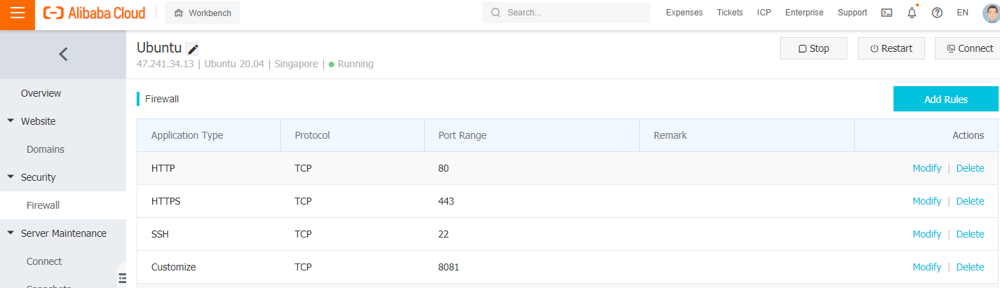 Alibaba Cloud
Workbench
Search...
Expenses Tickets ICP Enterprise Support EN
Ubuntu
47.241.34.13 | Ubuntu 20.04 | Singapore | Running
Stop Restart Connect
Overview
Website
Domains
Security
Firewall
Server Maintenance
Connect
Snapshots
Firewall
Add Rules
Application Type Protocol Port Range Remark Actions
HTTP TCP 80 Modify | Delete
HTTPS TCP 443 Modify | Delete
SSH TCP 22 Modify | Delete
Customize TCP 8081 Modify | Delete